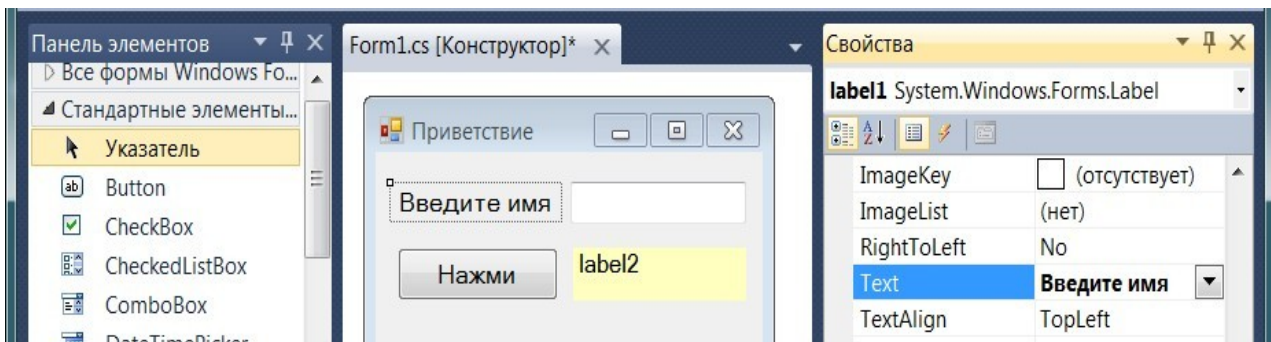 Панель элементов
Все формы Windows Fo...
Стандартные элементы...
Указатель
ab Button
CheckBox
CheckedListBox
ComboBox
DateTimePicker
Form1.cs [Конструктор]*
Приветствие
Введите имя
Нажми
label2
Свойства
label1 System.Windows.Forms.Label
ImageKey (отсутствует)
ImageList (нет)
RightToLeft No
Text Введите имя
TextAlign TopLeft